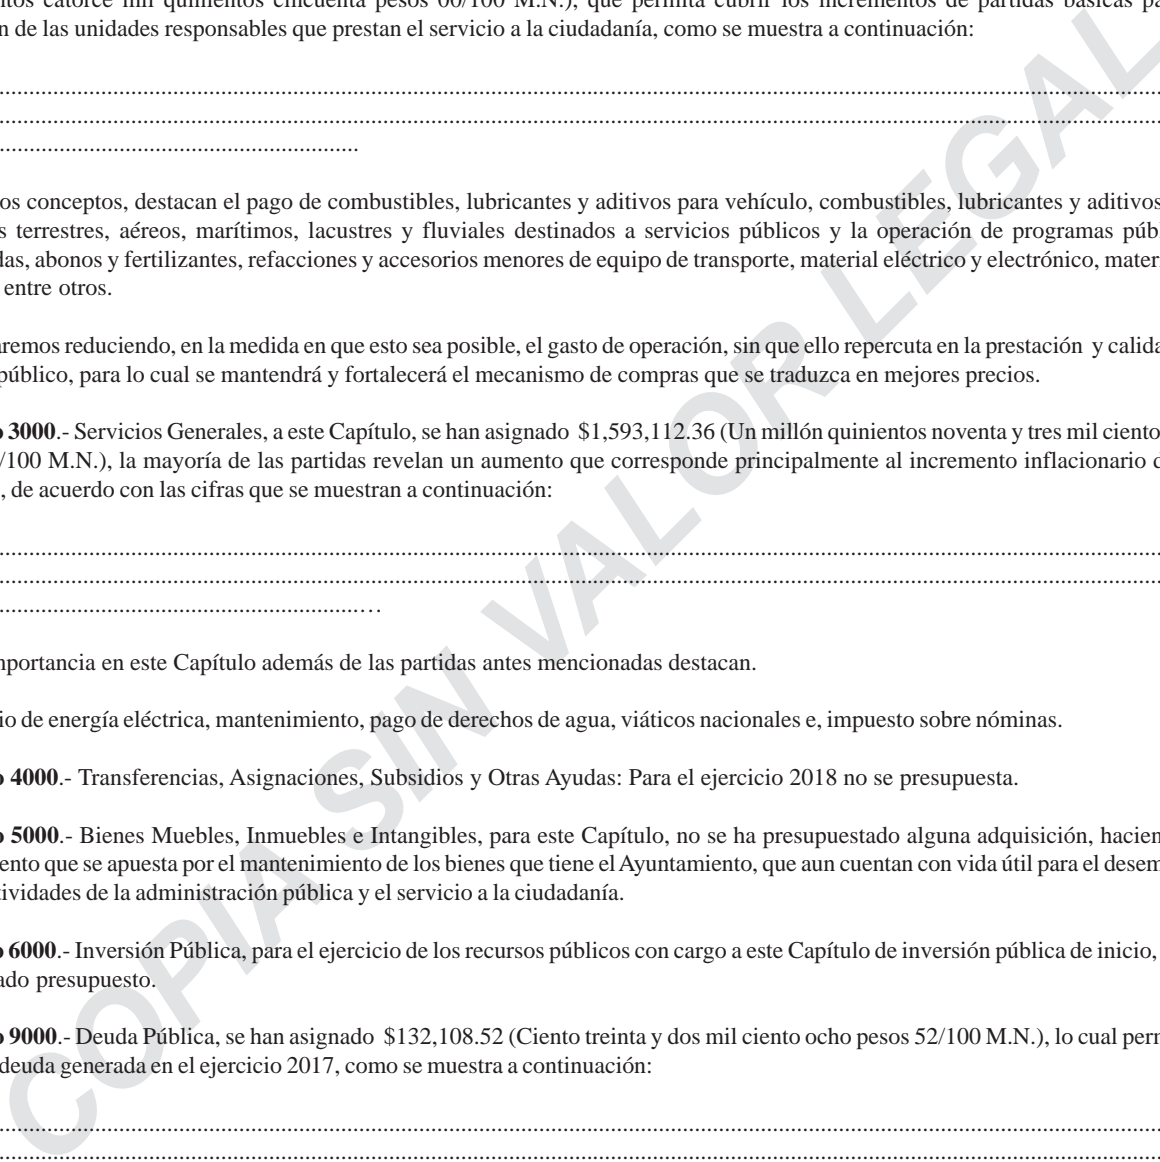 ntos catorce mil quinientos cincuenta pesos 00/100 M.N.), que permita cubrir los incrementos de partidas básicas pa
n de las unidades responsables que prestan el servicio a la ciudadanía, como se muestra a continuación:
................................................................................
................................................................................
............................................................
os conceptos, destacan el pago de combustibles, lubricantes y aditivos para vehículo, combustibles, lubricantes y aditivos
s terrestres, aéreos, marítimos, lacustres y fluviales destinados a servicios públicos y la operación de programas públ
das, abonos y fertilizantes, refacciones y accesorios menores de equipo de transporte, material eléctrico y electrónico, materi
entre otros.
aremos reduciendo, en la medida en que esto sea posible, el gasto de operación, sin que ello repercuta en la prestación y calida
público, para lo cual se mantendrá y fortalecerá el mecanismo de compras que se traduzca en mejores precios.
o 3000.- Servicios Generales, a este Capítulo, se han asignado $1,593,112.36 (Un millón quinientos noventa y tres mil ciento
/100 M.N.), la mayoría de las partidas revelan un aumento que corresponde principalmente al incremento inflacionario d
, de acuerdo con las cifras que se muestran a continuación:
................................................................................
................................................................................
............................................................…
mportancia en este Capítulo además de las partidas antes mencionadas destacan.
io de energía eléctrica, mantenimiento, pago de derechos de agua, viáticos nacionales e, impuesto sobre nóminas.
o 4000.- Transferencias, Asignaciones, Subsidios y Otras Ayudas: Para el ejercicio 2018 no se presupuesta.
o 5000.- Bienes Muebles, Inmuebles e Intangibles, para este Capítulo, no se ha presupuestado alguna adquisición, hacien
ento que se apuesta por el mantenimiento de los bienes que tiene el Ayuntamiento, que aun cuentan con vida útil para el desem
tividades de la administración pública y el servicio a la ciudadanía.
o 6000.- Inversión Pública, para el ejercicio de los recursos públicos con cargo a este Capítulo de inversión pública de inicio,
ado presupuesto.
o 9000.- Deuda Pública, se han asignado $132,108.52 (Ciento treinta y dos mil ciento ocho pesos 52/100 M.N.), lo cual perm
deuda generada en el ejercicio 2017, como se muestra a continuación:
................................................................................
................................................................................
COPIA SIN VALOR LEGAL